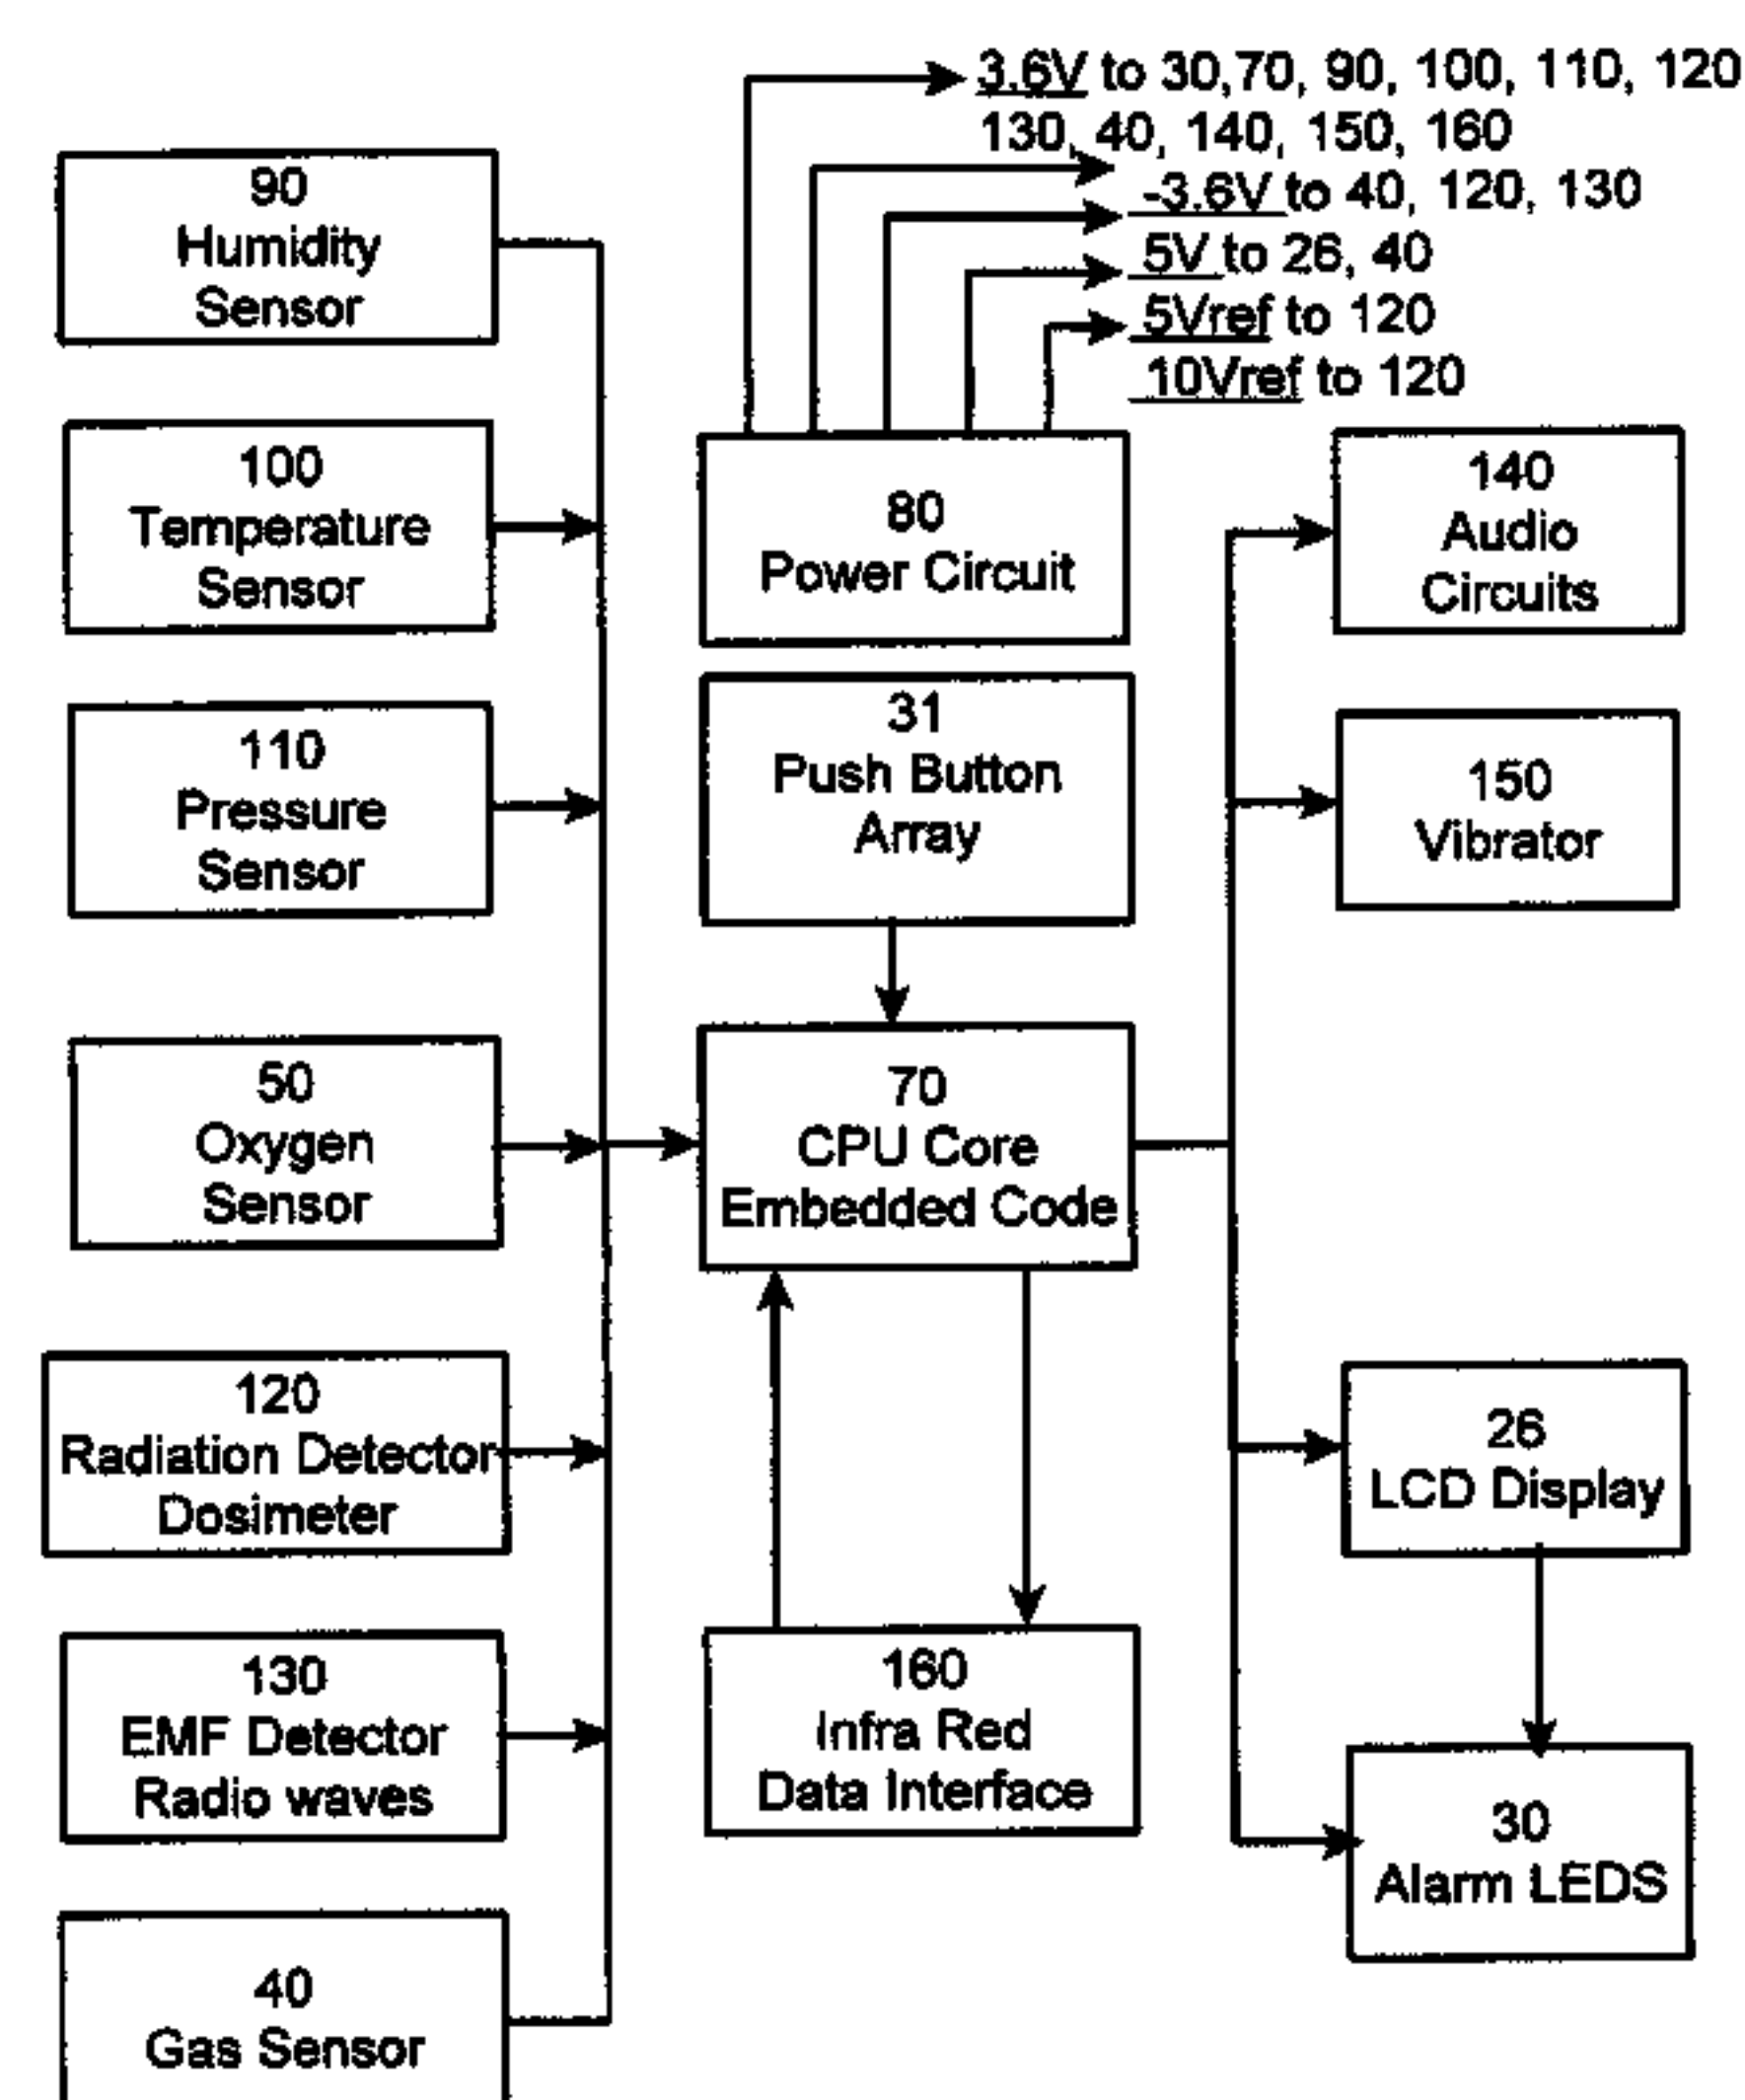 3.6V to 30,70, 90, 100, 110, 120
130, 40, 140, 150, 160
-3.6V to 40, 120, 130
5V to 26, 40
5Vref to 120
10Vref to 120
90
Humidity
Sensor
100
Temperature
Sensor
110
Pressure
Sensor
50
Oxygen
Sensor
120
Radiation Detector
Dosimeter
130
EMF Detector
Radio waves
40
Gas Sensor
80
Power Circuit
31
Push Button
Array
70
CPU Core
Embedded Code
160
Infra Red
Data Interface
140
Audio
Circuits
150
Vibrator
26
LCD Display
30
Alarm LEDS